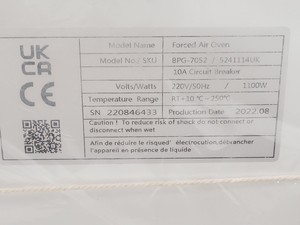 UK
CA
CE
Model Name Forced Air Oven
Model No./ SXU BPG-7052 / S241114UK
10A Circuit Breaker
Volts/Watts 220V/50Hz / 1100W
Temperature Range RT+10℃~250℃
SN 220846433 Production Date 2022.08
Caution ! To reduce risk of shock do not connect or
disconnect when wet
Afin de réduire le risqued' électrocution,débrancher
l'appareil en présence de liquide